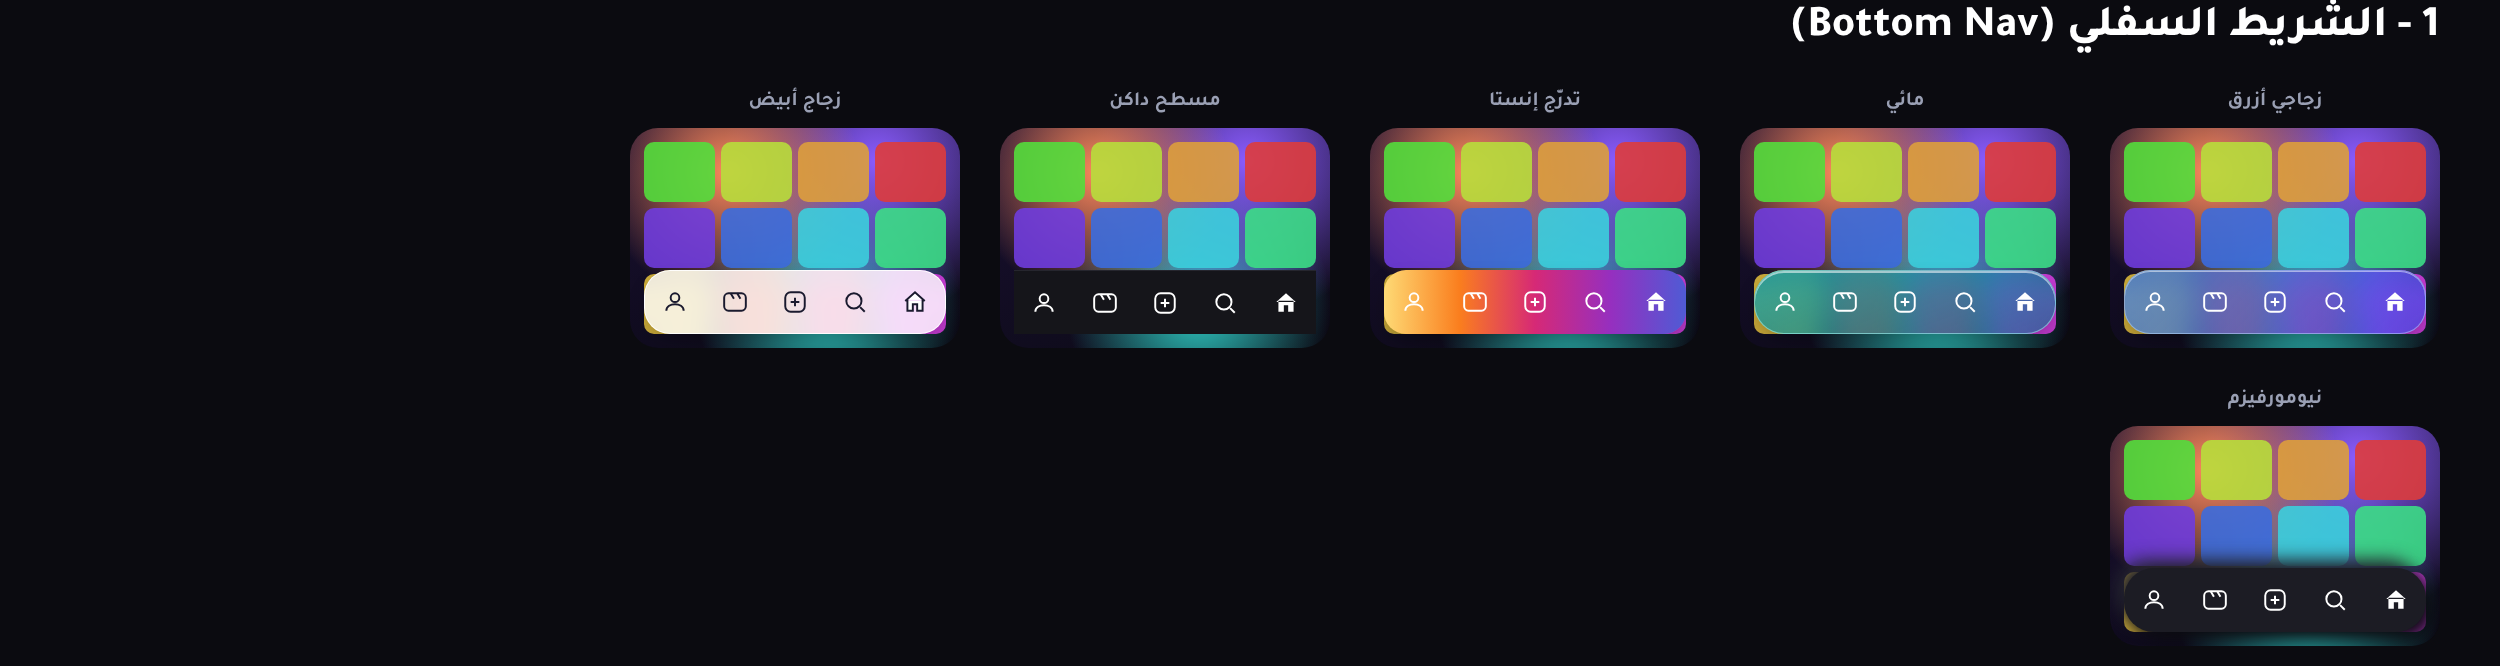 1 - الشريط السفلي (Bottom Nav)
زجاجي أزرق
مائي
تدرّج إنستا
مسطح داكن
زجاج أبيض
نيومورفيزم